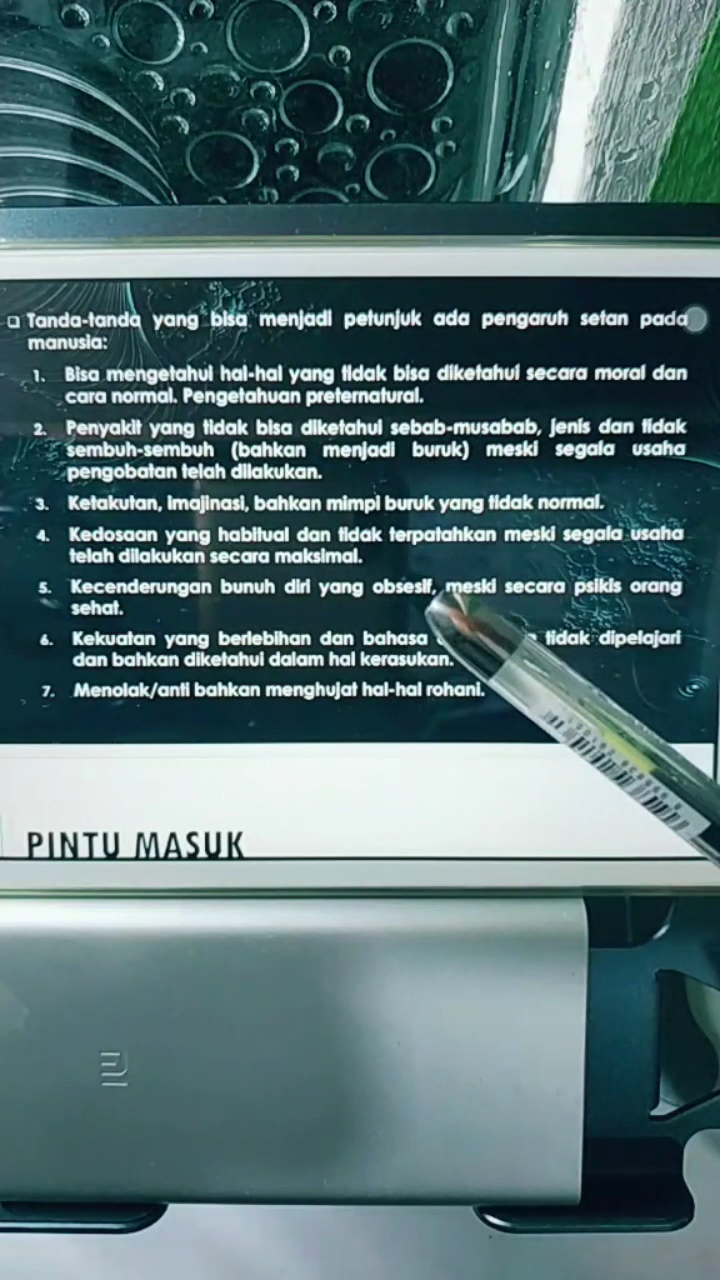 Tanda-tanda yang bisa menjadi petunjuk ada pengaruh setan pada
manusia:
1. Bisa mengetahui hal-hal yang tidak bisa diketahui secara moral dan
cara normal. Pengetahuan preternatural.
2. Penyakit yang tidak bisa diketahui sebab-musabab, jenis dan tidak
sembuh-sembuh (bahkan menjadi buruk) meski segala usaha
pengobatan telah dilakukan.
3. Ketakutan, imajinasi, bahkan mimpi buruk yang tidak normal.
4. Kedosaan yang habitual dan tidak terpatahkan meski segala usaha
telah dilakukan secara maksimal.
5. Kecenderungan bunuh diri yang obsesif, meski secara psikis orang
sehat.
6. Kekuatan yang berlebihan dan bahasa tidak dipelajari
dan bahkan diketahui dalam hal kerasukan.
7. Menolak/anti bahkan menghujat hal-hal rohani.
PINTU MASUK